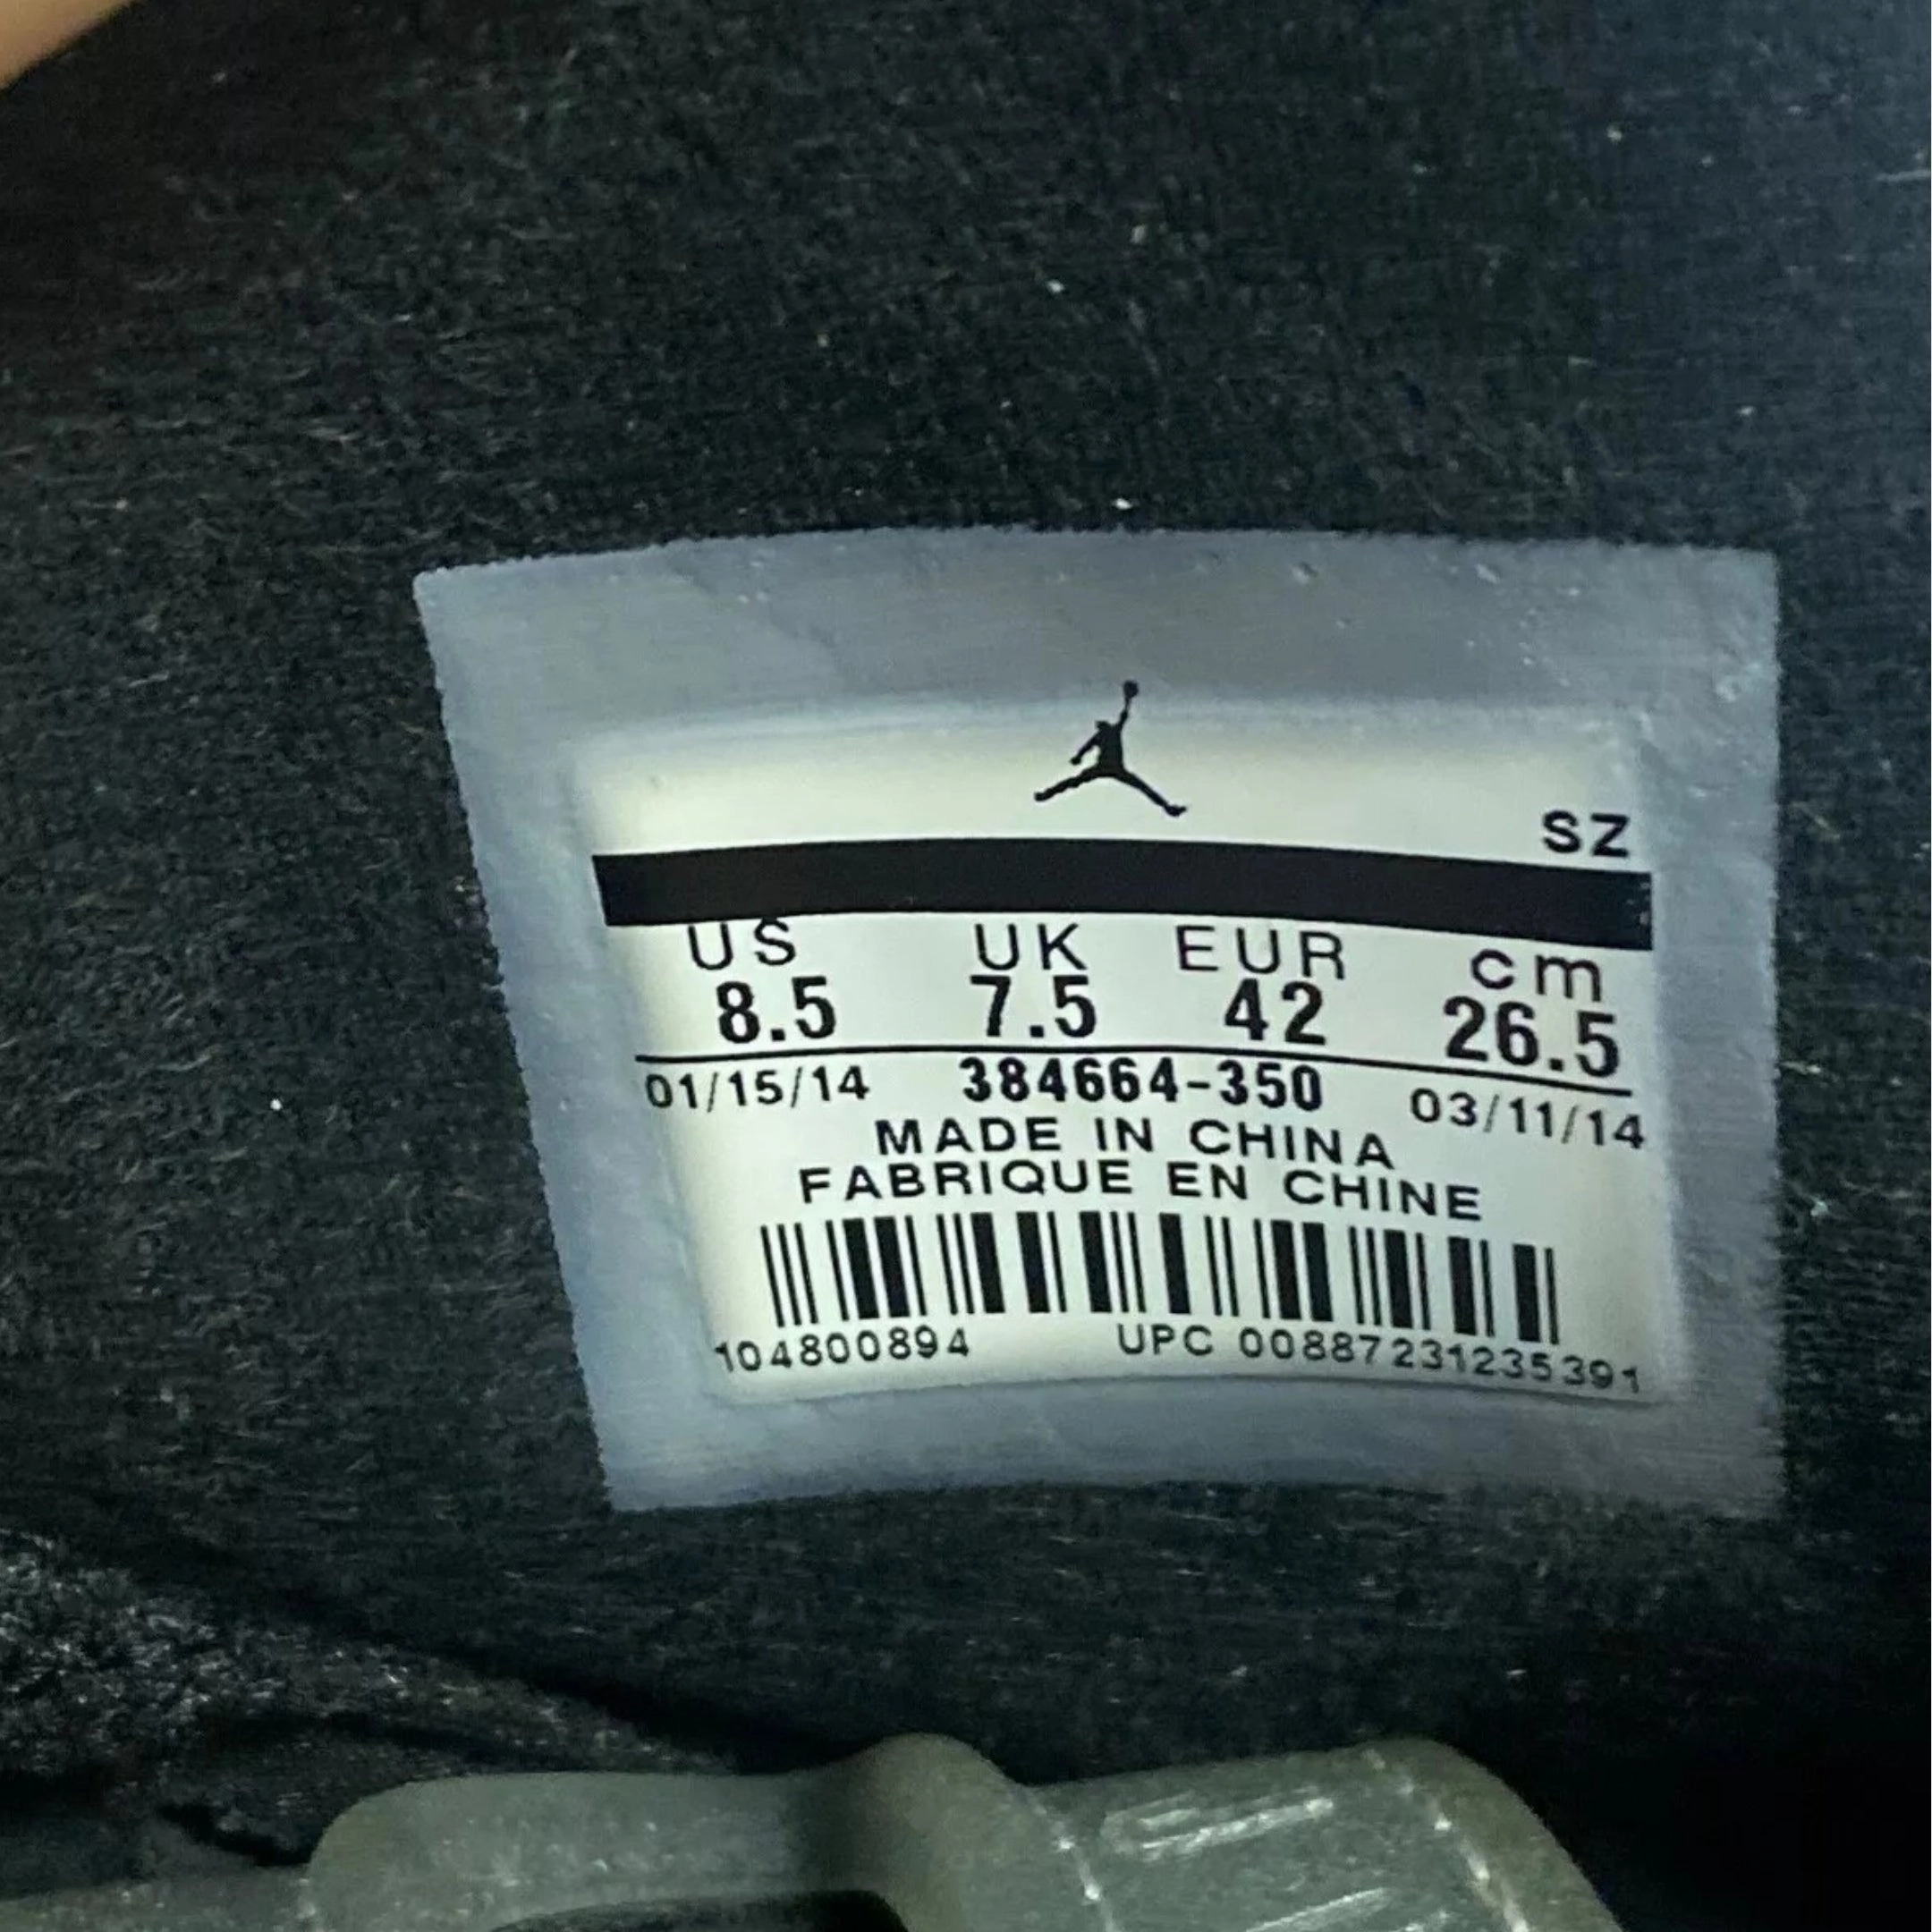 SZ
US UK EUR cm
8.5 7.5 42 26.5
01/15/14 384664-350 03/11/14
MADE IN CHINA
FABRIQUE EN CHINE
104800894 UPC 00887231235391